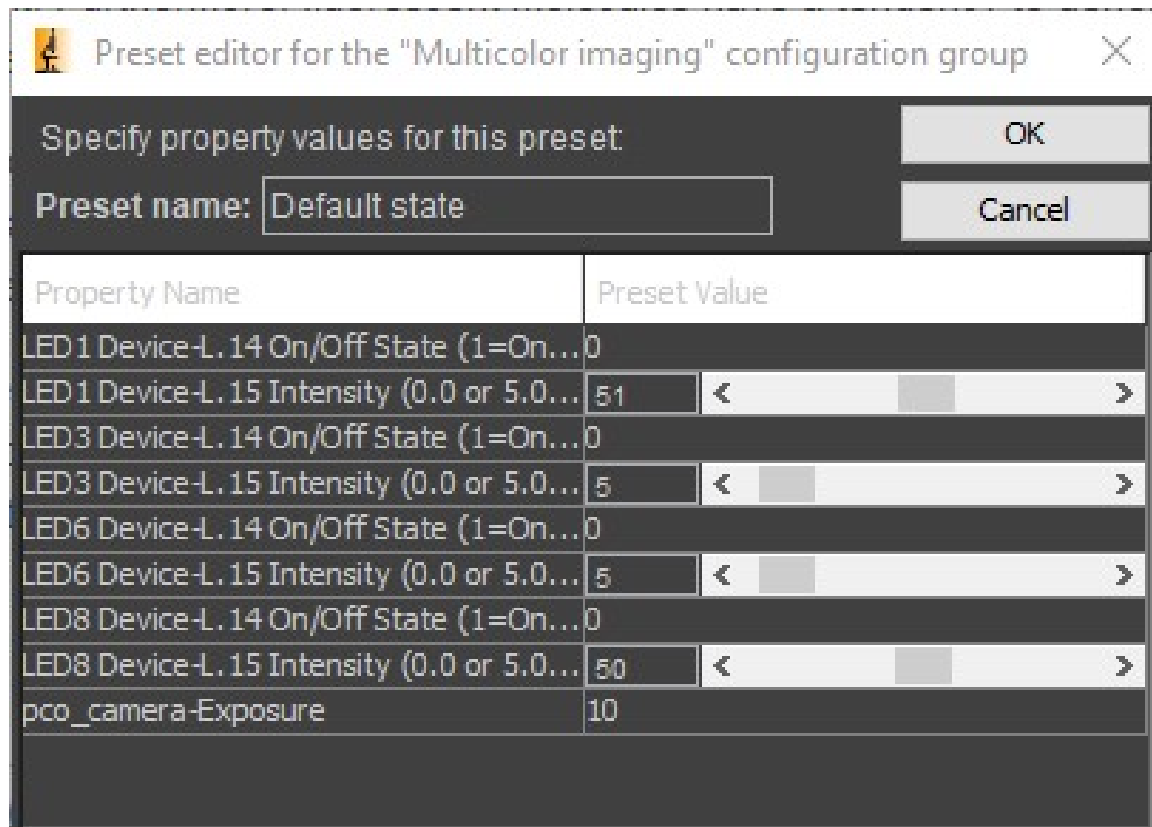 Preset editor for the "Multicolor imaging" configuration group
Specify property values for this preset:
OK
Preset name: Default state
Cancel
Property Name Preset Value
LED1 Device-L.14 On/Off State (1=On... 0
LED1 Device-L.15 Intensity (0.0 or 5.0... 51
LED3 Device-L.14 On/Off State (1=On... 0
LED3 Device-L.15 Intensity (0.0 or 5.0... 5
LED6 Device-L.14 On/Off State (1=On... 0
LED6 Device-L.15 Intensity (0.0 or 5.0... 5
LED8 Device-L.14 On/Off State (1=On... 0
LED8 Device-L.15 Intensity (0.0 or 5.0... 50
pco_camera-Exposure 10